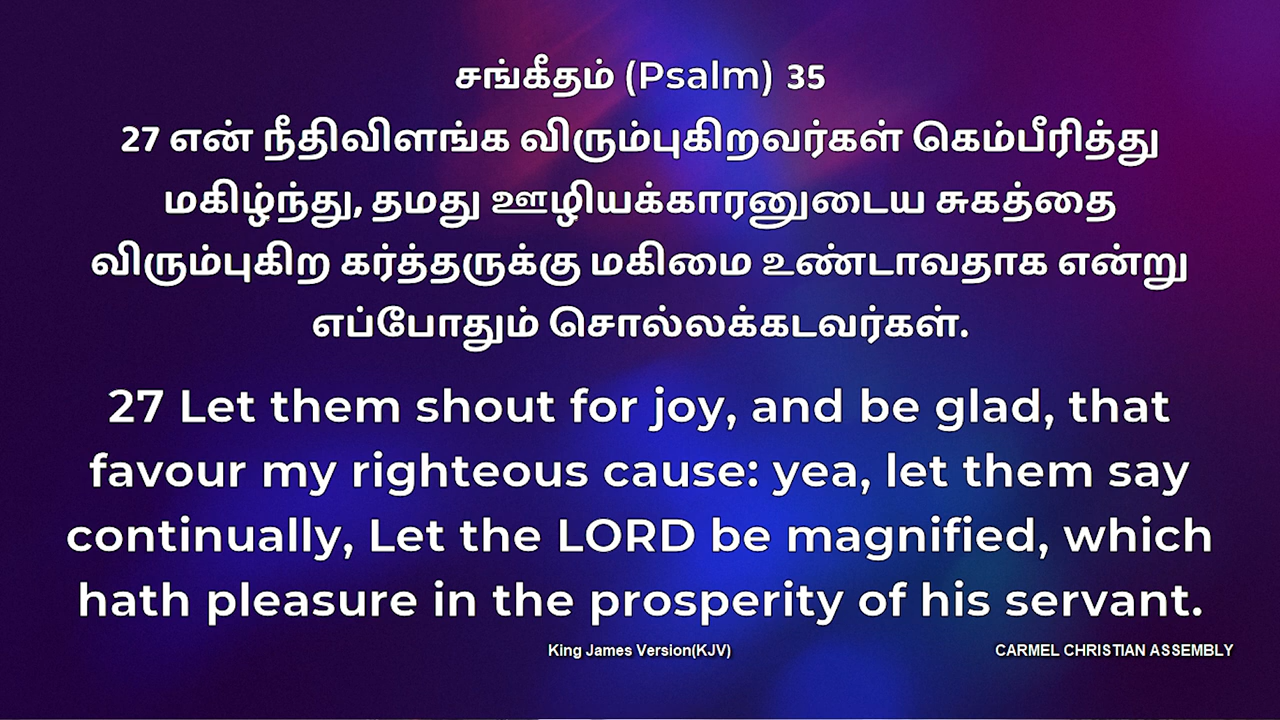 சங்கீதம் (Psalm) 35
27 என் நீதிவிளங்க விரும்புகிறவர்கள் கெம்பீரித்து
மகிழ்ந்து, தமது ஊழியக்காரனுடைய சுகத்தை
விரும்புகிற கர்த்தருக்கு மகிமை உண்டாவதாக என்று
எப்போதும் சொல்லக்கடவர்கள்.
27 Let them shout for joy, and be glad, that
favour my righteous cause: yea, let them say
continually, Let the LORD be magnified, which
hath pleasure in the prosperity of his servant.
King James Version(KJV)
CARMEL CHRISTIAN ASSEMBLY